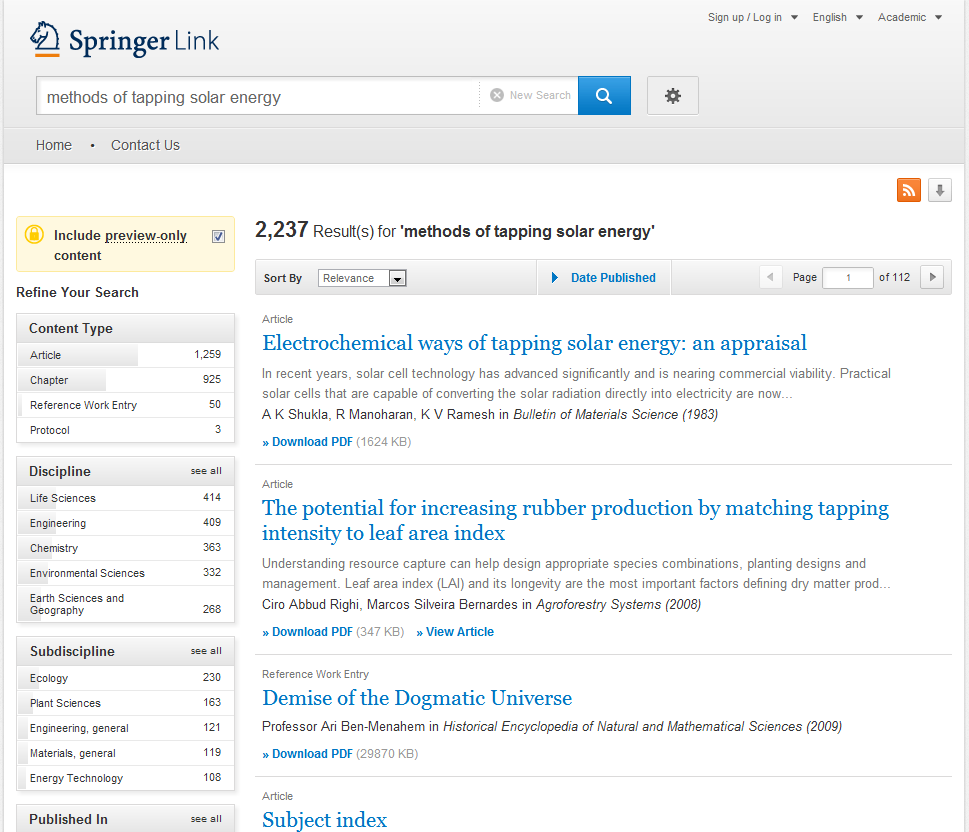 Sign up / Log in English Academic
Springer Link
methods of tapping solar energy New Search
Home • Contact Us
Include preview-only
content
Refine Your Search
Content Type
Article 1,259
Chapter 925
Reference Work Entry 50
Protocol 3
Discipline see all
Life Sciences 414
Engineering 409
Chemistry 363
Environmental Sciences 332
Earth Sciences and
Geography 268
Subdiscipline see all
Ecology 230
Plant Sciences 163
Engineering, general 121
Materials, general 119
Energy Technology 108
Published In see all
2,237 Result(s) for 'methods of tapping solar energy'
Sort By Relevance Date Published Page 1 of 112
Article
Electrochemical ways of tapping solar energy: an appraisal
In recent years, solar cell technology has advanced significantly and is nearing commercial viability. Practical
solar cells that are capable of converting the solar radiation directly into electricity are now...
A K Shukla, R Manoharan, K V Ramesh in Bulletin of Materials Science (1983)
» Download PDF (1624 KB)
Article
The potential for increasing rubber production by matching tapping
intensity to leaf area index
Understanding resource capture can help design appropriate species combinations, planting designs and
management. Leaf area index (LAI) and its longevity are the most important factors defining dry matter prod...
Ciro Abbud Righi, Marcos Silveira Bernardes in Agroforestry Systems (2008)
» Download PDF (347 KB) » View Article
Reference Work Entry
Demise of the Dogmatic Universe
Professor Ari Ben-Menahem in Historical Encyclopedia of Natural and Mathematical Sciences (2009)
» Download PDF (29870 KB)
Article
Subject index